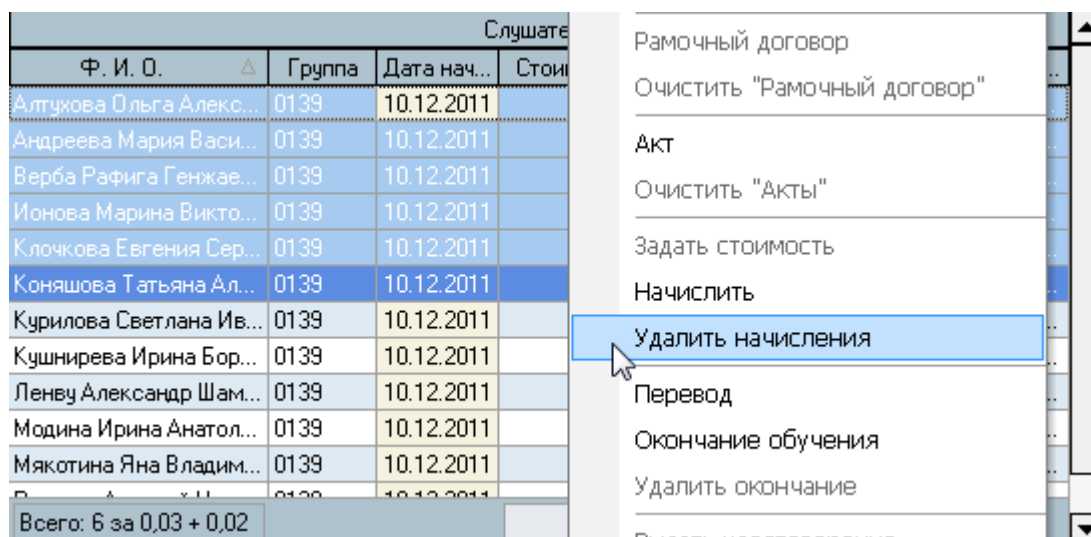 Слушате
Ф. И. О. Группа Дата нач... Стои
Алтухова Ольга Алекс... 0139 10.12.2011
Андреева Мария Васи... 0139 10.12.2011
Верба Рафига Генжае... 0139 10.12.2011
Ионова Марина Викто... 0139 10.12.2011
Клочкова Евгения Сер... 0139 10.12.2011
Коняшова Татьяна Ал... 0139 10.12.2011
Курилова Светлана Ив... 0139 10.12.2011
Кушнирева Ирина Бор... 0139 10.12.2011
Ленву Александр Шам... 0139 10.12.2011
Модина Ирина Анатол... 0139 10.12.2011
Мякотина Яна Владим... 0139 10.12.2011
0139 10.12.2011
Всего: 6 за 0,03 + 0,02
Рамочный договор
Очистить "Рамочный договор"
Акт
Очистить "Акты"
Задать стоимость
Начислить
Удалить начисления
Перевод
Окончание обучения
Удалить окончание